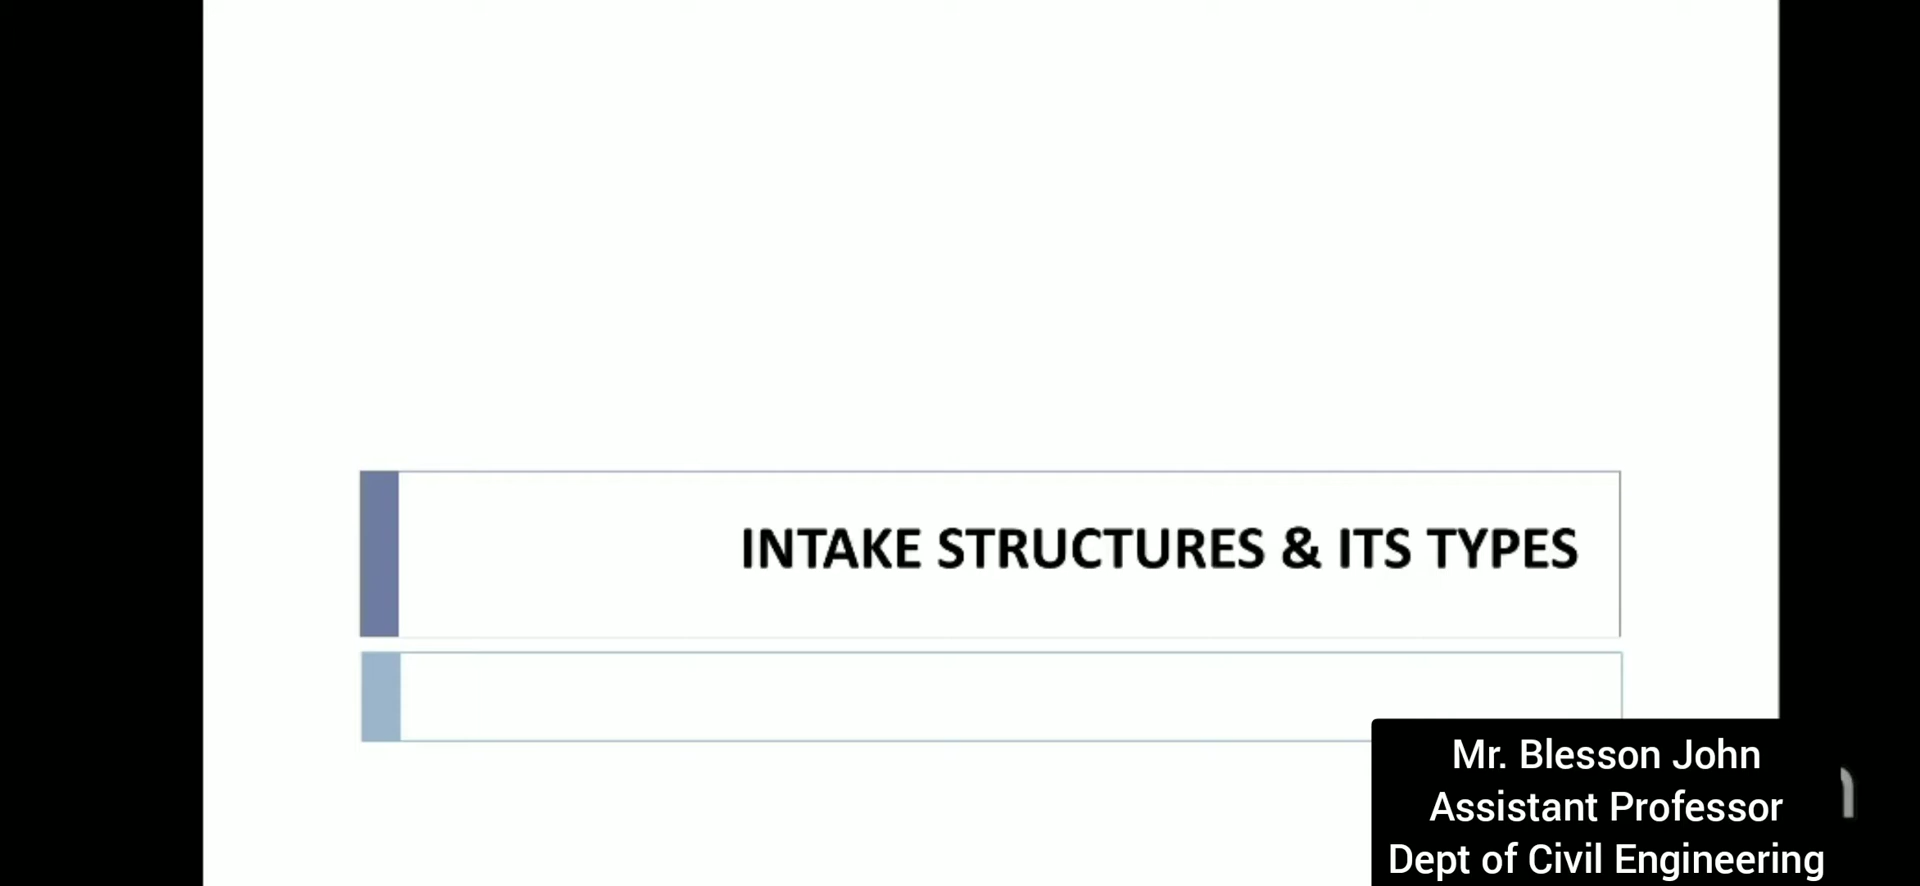 INTAKE STRUCTURES & ITS TYPES
Mr. Blesson John
Assistant Professor
Dept of Civil Engineering